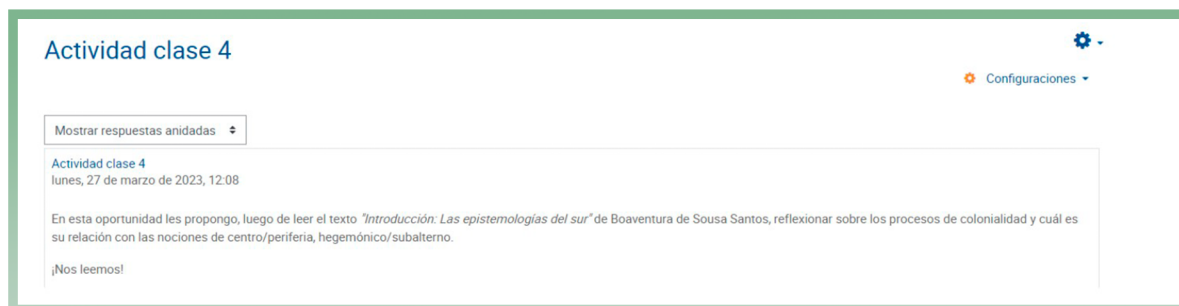 Actividad clase 4
Configuraciones
Mostrar respuestas anidadas
Actividad clase 4
lunes, 27 de marzo de 2023, 12:08
En esta oportunidad les propongo, luego de leer el texto "Introducción: Las epistemologías del sur" de Boaventura de Sousa Santos, reflexionar sobre los procesos de colonialidad y cuál es
su relación con las nociones de centro/periferia, hegemónico/subalterno.
¡Nos leemos!